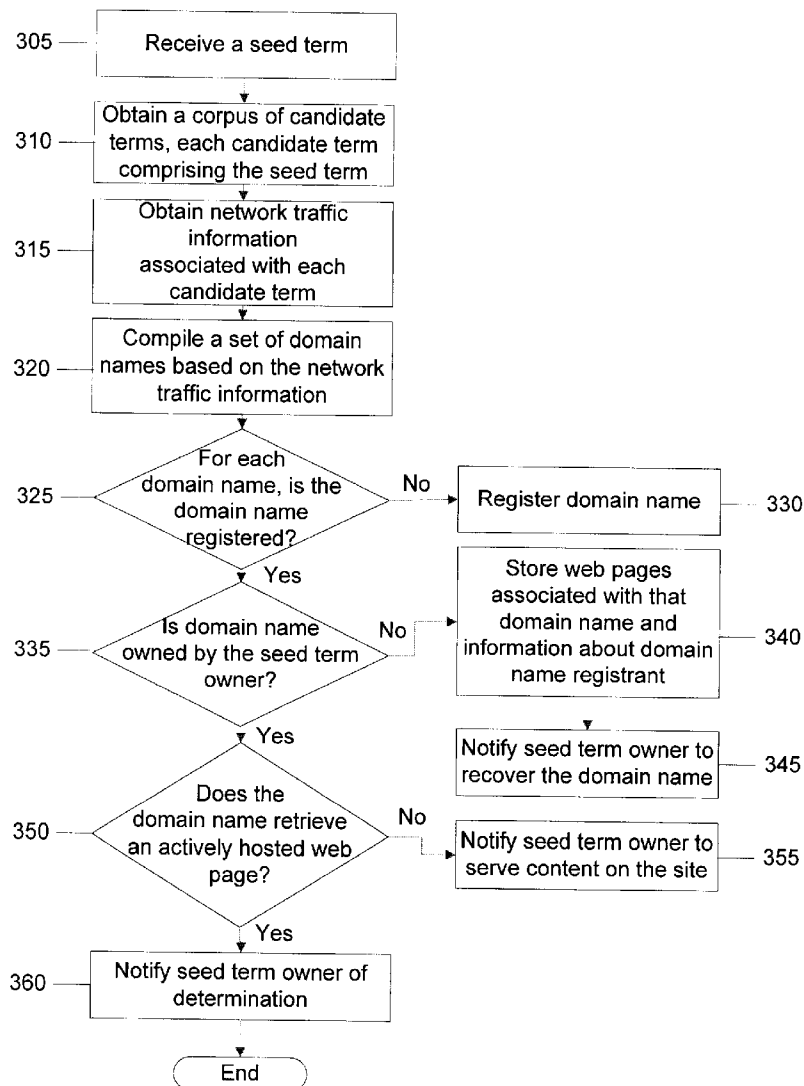 305
Receive a seed term
310
Obtain a corpus of candidate
terms, each candidate term
comprising the seed term
315
Obtain network traffic
information
associated with each
candidate term
320
Compile a set of domain
names based on the network
traffic information
325
For each
domain name, is the
domain name
registered?
No
Register domain name
330
Yes
335
Is domain name
owned by the seed term
owner?
No
Store web pages
associated with that
domain name and
information about domain
name registrant
340
Yes
Notify seed term owner to
recover the domain name
345
350
Does the
domain name retrieve
an actively hosted web
page?
No
Notify seed term owner to
serve content on the site
355
Yes
360
Notify seed term owner of
determination
End